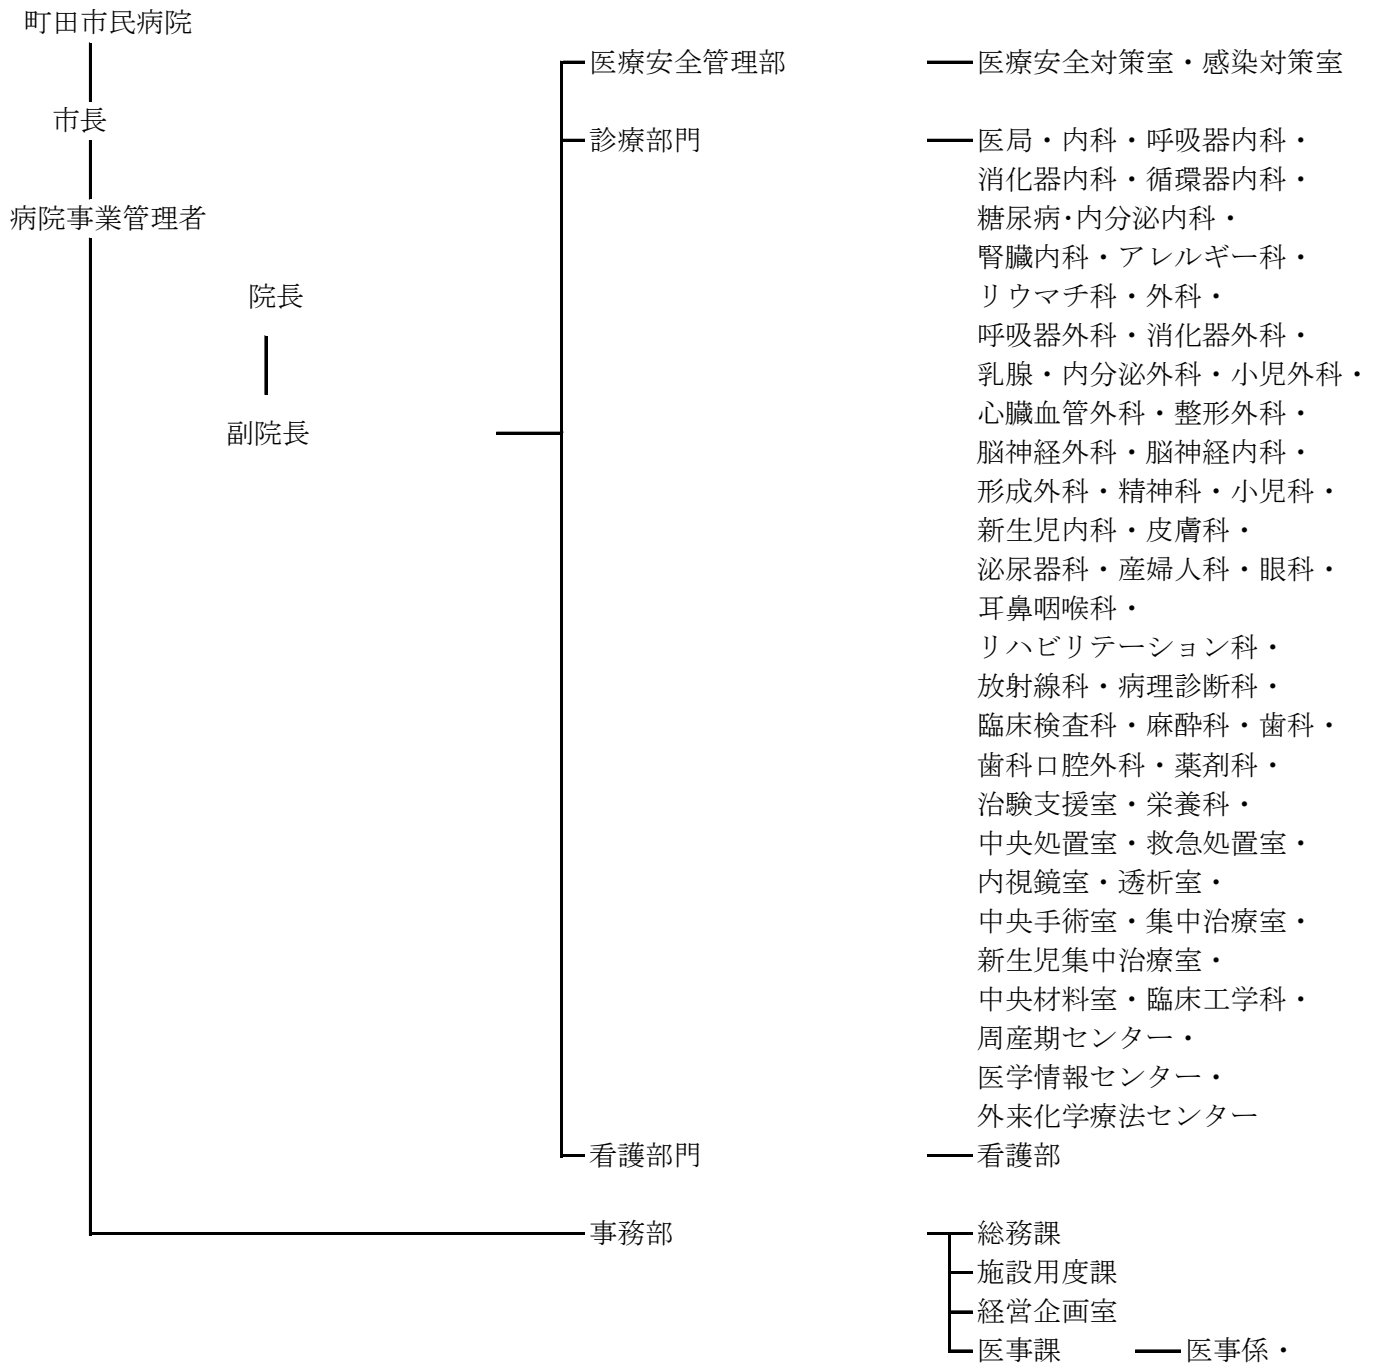 町田市民病院
市長
病院事業管理者
院長
副院長
医療安全管理部
医療安全対策室・感染対策室
診療部門
医局・内科・呼吸器内科・
消化器内科・循環器内科・
糖尿病・内分泌内科・
腎臓内科・アレルギー科・
リウマチ科・外科・
呼吸器外科・消化器外科・
乳腺・内分泌外科・小児外科・
心臓血管外科・整形外科・
脳神経外科・脳神経内科・
形成外科・精神科・小児科・
新生児内科・皮膚科・
泌尿器科・産婦人科・眼科・
耳鼻咽喉科・
リハビリテーション科・
放射線科・病理診断科・
臨床検査科・麻酔科・歯科・
歯科口腔外科・薬剤科・
治験支援室・栄養科・
中央処置室・救急処置室・
内視鏡室・透析室・
中央手術室・集中治療室・
新生児集中治療室・
中央材料室・臨床工学科・
周産期センター・
医学情報センター・
外来化学療法センター
看護部門
看護部
事務部
総務課
施設用度課
経営企画室
医事課
医事係・